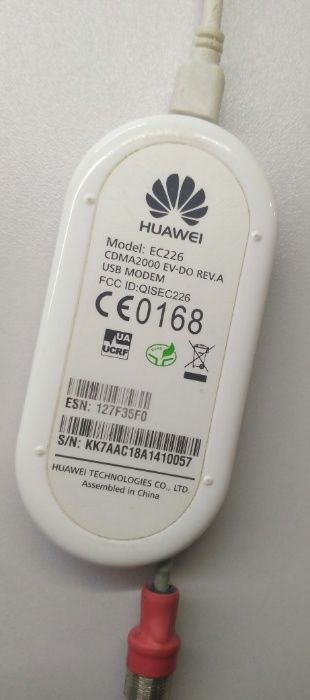 HUAWEI
Model: EC226
CDMA2000 EV-DO REV.A
USB MODEM
FCC ID:QISEC226
CE0168
UA
UCRF
ESN: 127F35F0
S/N: KK7AAC18A1410057
HUAWEI TECHNOLOGIES CO., LTD.
Assembled in China